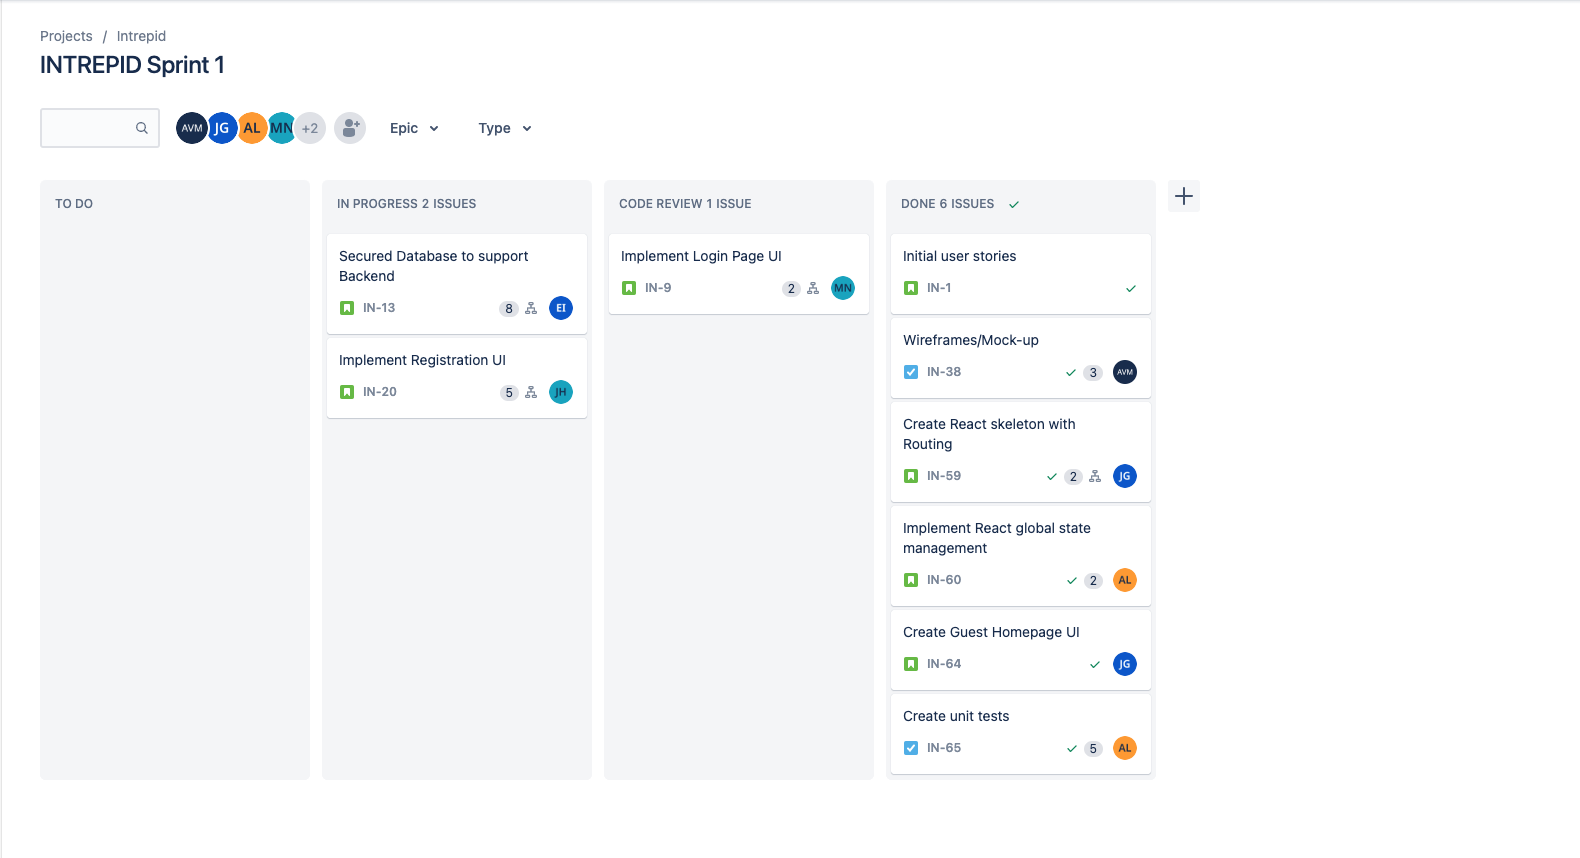 Projects / Intrepid
INTREPID Sprint 1
AVM JG AL MN +2
Epic
Type
TO DO
IN PROGRESS 2 ISSUES
Secured Database to support
Backend
IN-13 8 EI
Implement Registration UI
IN-20 5 JH
CODE REVIEW 1 ISSUE
Implement Login Page UI
IN-9 2 MN
DONE 6 ISSUES
Initial user stories
IN-1
Wireframes/Mock-up
IN-38 3 AVM
Create React skeleton with
Routing
IN-59 2 JG
Implement React global state
management
IN-60 2 AL
Create Guest Homepage UI
IN-64 JG
Create unit tests
IN-65 5 AL